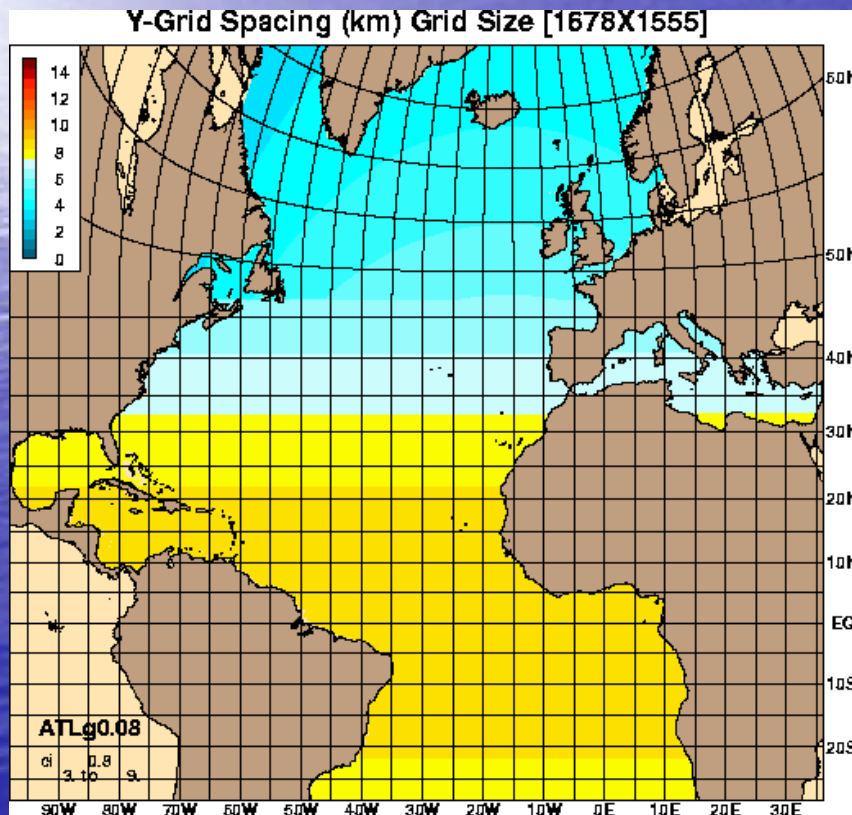 Y-Grid Spacing (km) Grid Size [1678X1555]
14
12
10
8
6
4
2
0
50N
40N
30N
20N
10N
EQ
10S
20S
ATLg0.08
ci 0.8
3. to 9.
90W 80W 70W 60W 50W 40W 30W 20W 10W 0E 10E 20E 30E